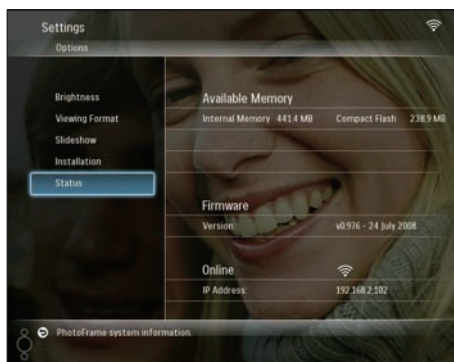 Settings
Options
Brightness
Viewing Format
Slideshow
Installation
Status
Available Memory
Internal Memory 441.4 MB Compact Flash 238.9 MB
Firmware
Version: v0.976 - 24 July 2008
Online
IP Address: 192.168.2.102
PhotoFrame system information.